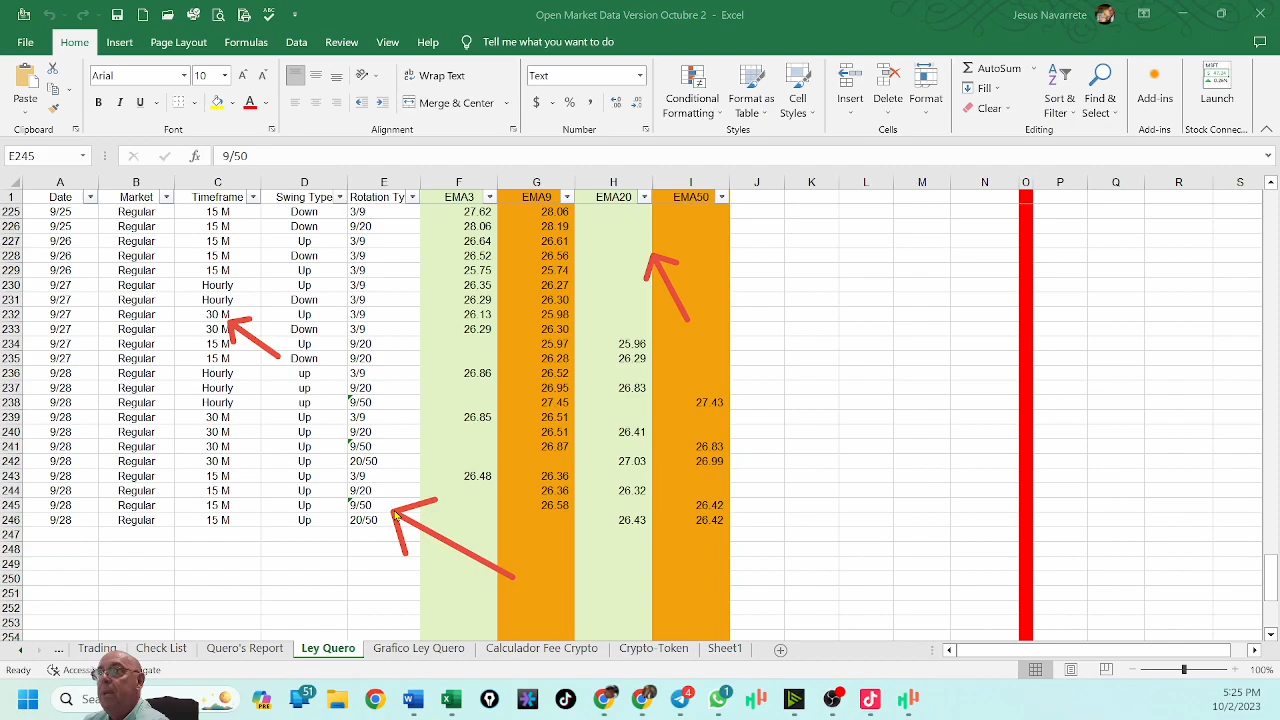 Open Market Data Version Octubre 2 - Excel
Jesus Navarrete
File Home Insert Page Layout Formulas Data Review View Help Tell me what you want to do
Paste Arial 10 Wrap Text Text Conditional Formatting Format as Table Cell Styles Insert Delete Format AutoSum Fill Clear Sort & Filter Find & Select Add-ins Launch
B I U Merge & Center $ %
Clipboard Font Alignment Number Styles Cells Editing Add-ins Stock Connec...
E245 fx 9/50
A B C D E F G H I J K L M N O P Q R S
1 Date Market Timeframe Swing Type Relation Ty EMA3 EMA9 EMA20 EMA50
225 9/25 Regular 15 M Down 3/9 27.62 28.06
226 9/25 Regular 15 M Down 9/20 28.06 28.19
227 9/26 Regular 15 M Up 3/9 26.64 26.61
228 9/26 Regular 15 M Down 3/9 26.52 26.56
229 9/26 Regular 15 M Up 3/9 25.75 25.74
230 9/27 Regular Hourly Up 3/9 26.35 26.27
231 9/27 Regular Hourly Down 3/9 26.29 26.30
232 9/27 Regular 30 M Up 3/9 26.13 25.98
233 9/27 Regular 30 M Down 3/9 26.29 26.30
234 9/27 Regular 15 M Up 9/20 25.97 25.96
235 9/27 Regular 15 M Down 9/20 26.28 26.29
236 9/28 Regular Hourly up 3/9 26.86 26.52
237 9/28 Regular Hourly up 9/20 26.95 26.83
238 9/28 Regular Hourly up 9/50 27.45 27.43
239 9/28 Regular 30 M Up 3/9 26.85 26.51
240 9/28 Regular 30 M Up 9/20 26.51 26.41
241 9/28 Regular 30 M Up 9/50 26.87 26.83
242 9/28 Regular 30 M Up 20/50 27.03 26.99
243 9/28 Regular 15 M Up 3/9 26.48 26.36
244 9/28 Regular 15 M Up 9/20 26.36 26.32
245 9/28 Regular 15 M Up 9/50 26.58 26.42
246 9/28 Regular 15 M Up 20/50 26.43 26.42
247
248
249
250
251
252
253
254
... Trading Check List Quero´s Report Ley Quero Grafico Ley Quero Calculador Fee Crypto Crypto-Token Sheet1
Ready 100%
Sea 51 4 1 5:25 PM
10/2/2023